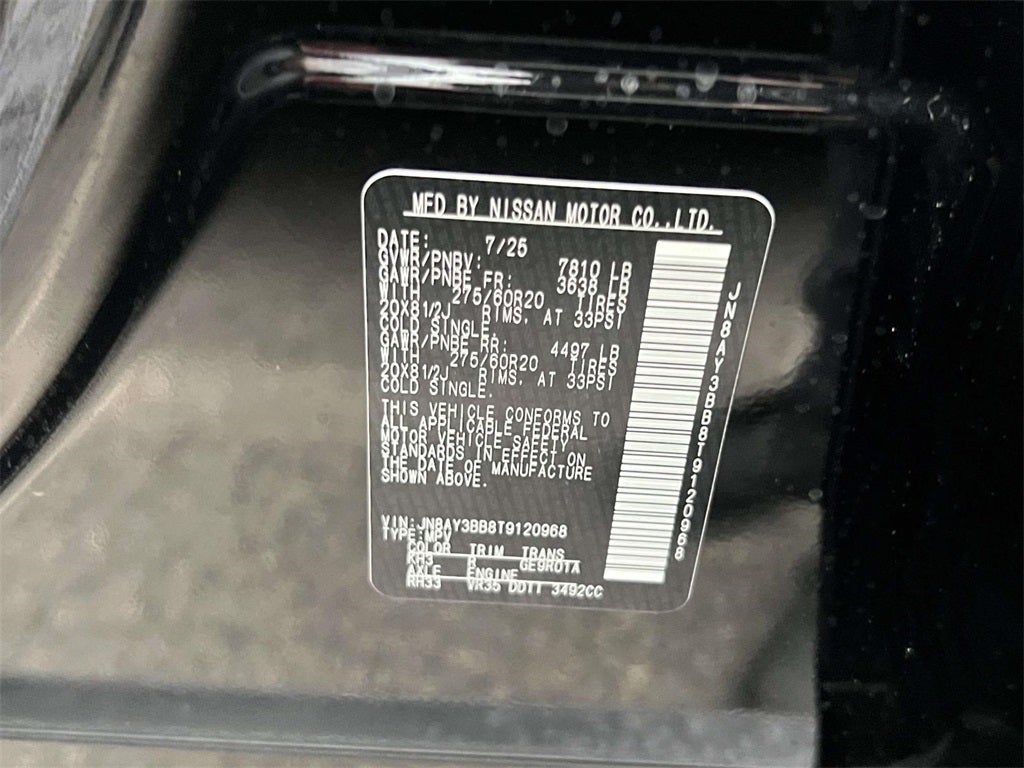 MFD BY NISSAN MOTOR CO.,LTD.
DATE: 7/25
GVWR/PNBV: 7810 LB
GAWR/PNBE FR: 3638 LB
WITH 275/60R20 TIRES
20X81/2J RIMS, AT 33PSI
COLD SINGLE.
GAWR/PNBE RR: 4497 LB
WITH 275/60R20 TIRES
20X81/2J RIMS, AT 33PSI
COLD SINGLE.
THIS VEHICLE CONFORMS TO
ALL APPLICABLE FEDERAL
MOTOR VEHICLE SAFETY
STANDARDS IN EFFECT ON
THE DATE OF MANUFACTURE
SHOWN ABOVE.
VIN:JN8AY3BB8T9120968
TYPE:MPV
COLOR TRIM TRANS
KH3 R GE9R01A
AXLE ENGINE
RH33 VR35 DDTT 3492CC
JN8AY3BB8T9120968